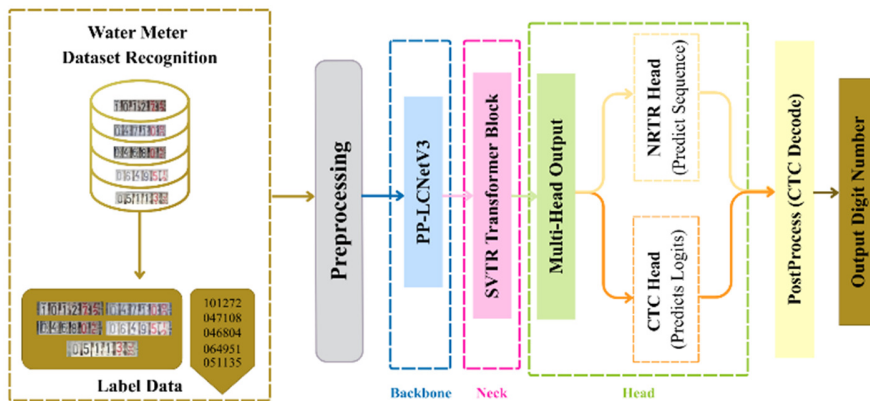 Water Meter
Dataset Recognition
101272
047108
046804
064951
051135
Label Data
Preprocessing
PP-LCNetV3
Backbone
SVTR Transformer Block
Neck
Multi-Head Output
NRTR Head
(Predict Sequence)
CTC Head
(Predicts Logits)
Head
PostProcess (CTC Decode)
Output Digit Number